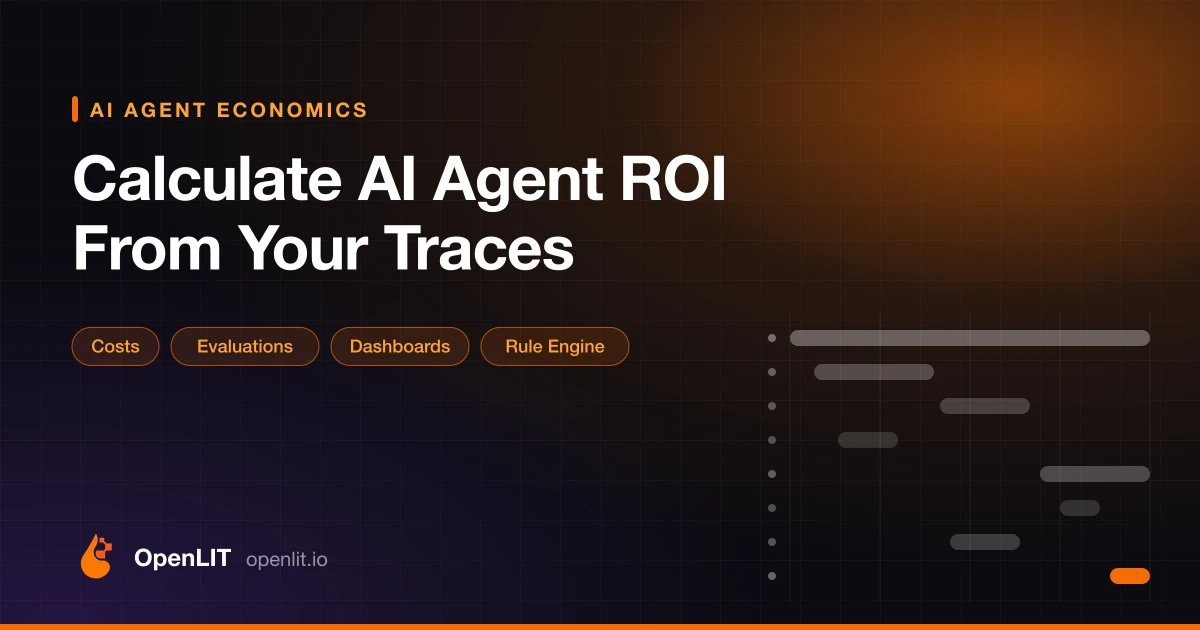 AI AGENT ECONOMICS
Calculate AI Agent ROI
From Your Traces
Costs Evaluations Dashboards Rule Engine
OpenLIT openlit.io